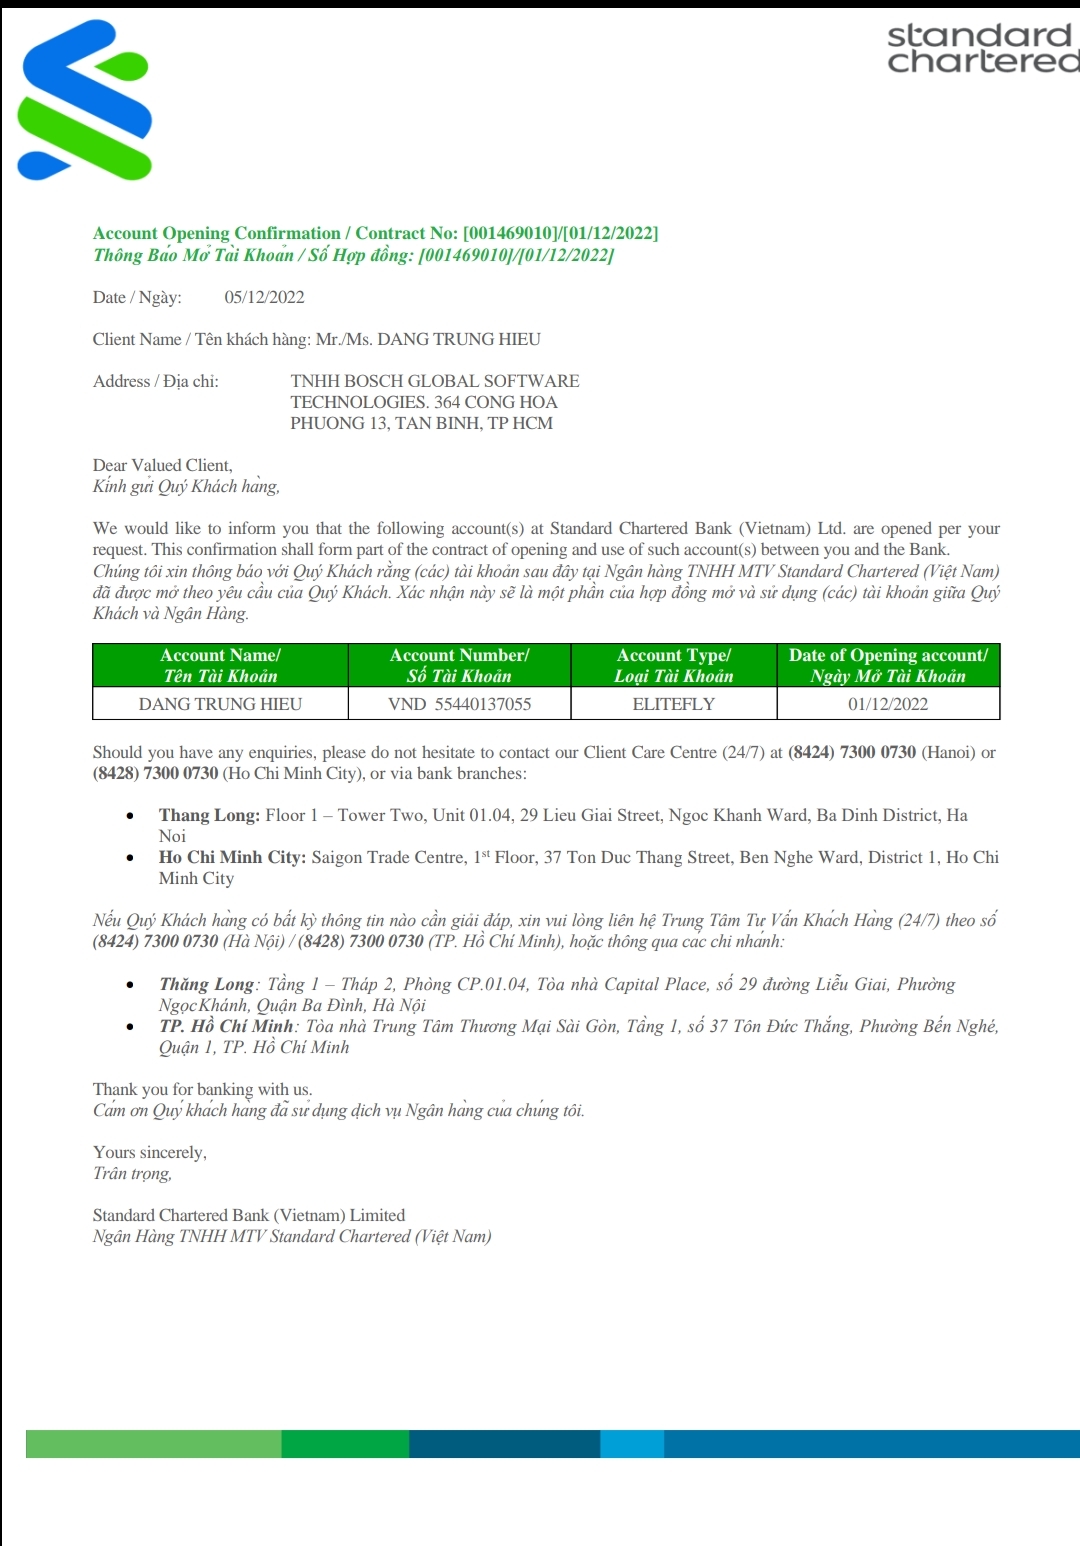 standard
chartered
Account Opening Confirmation / Contract No: [001469010]/[01/12/2022]
Thông Báo Mở Tài Khoản / Số Hợp đồng: [001469010]/[01/12/2022]
Date / Ngày: 05/12/2022
Client Name / Tên khách hàng: Mr./Ms. DANG TRUNG HIEU
Address / Địa chỉ: TNHH BOSCH GLOBAL SOFTWARE
TECHNOLOGIES. 364 CONG HOA
PHUONG 13, TAN BINH, TP HCM
Dear Valued Client,
Kính gửi Quý Khách hàng,
We would like to inform you that the following account(s) at Standard Chartered Bank (Vietnam) Ltd. are opened per your
request. This confirmation shall form part of the contract of opening and use of such account(s) between you and the Bank.
Chúng tôi xin thông báo với Quý Khách rằng (các) tài khoản sau đây tại Ngân hàng TNHH MTV Standard Chartered (Việt Nam)
đã được mở theo yêu cầu của Quý Khách. Xác nhận này sẽ là một phần của hợp đồng mở và sử dụng (các) tài khoản giữa Quý
Khách và Ngân Hàng.
Account Name/ Account Number/ Account Type/ Date of Opening account/
Tên Tài Khoản Số Tài Khoản Loại Tài Khoản Ngày Mở Tài Khoản
DANG TRUNG HIEU VND 55440137055 ELITEFLY 01/12/2022
Should you have any enquiries, please do not hesitate to contact our Client Care Centre (24/7) at (8424) 7300 0730 (Hanoi) or
(8428) 7300 0730 (Ho Chi Minh City), or via bank branches:
• Thang Long: Floor 1 – Tower Two, Unit 01.04, 29 Lieu Giai Street, Ngoc Khanh Ward, Ba Dinh District, Ha
Noi
• Ho Chi Minh City: Saigon Trade Centre, 1st Floor, 37 Ton Duc Thang Street, Ben Nghe Ward, District 1, Ho Chi
Minh City
Nếu Quý Khách hàng có bất kỳ thông tin nào cần giải đáp, xin vui lòng liên hệ Trung Tâm Tư Vấn Khách Hàng (24/7) theo số
(8424) 7300 0730 (Hà Nội) / (8428) 7300 0730 (TP. Hồ Chí Minh), hoặc thông qua các chi nhánh:
• Thăng Long: Tầng 1 – Tháp 2, Phòng CP.01.04, Tòa nhà Capital Place, số 29 đường Liễu Giai, Phường
NgọcKhánh, Quận Ba Đình, Hà Nội
• TP. Hồ Chí Minh: Tòa nhà Trung Tâm Thương Mại Sài Gòn, Tầng 1, số 37 Tôn Đức Thắng, Phường Bến Nghé,
Quận 1, TP. Hồ Chí Minh
Thank you for banking with us.
Cám ơn Quý khách hàng đã sử dụng dịch vụ Ngân hàng của chúng tôi.
Yours sincerely,
Trân trọng,
Standard Chartered Bank (Vietnam) Limited
Ngân Hàng TNHH MTV Standard Chartered (Việt Nam)